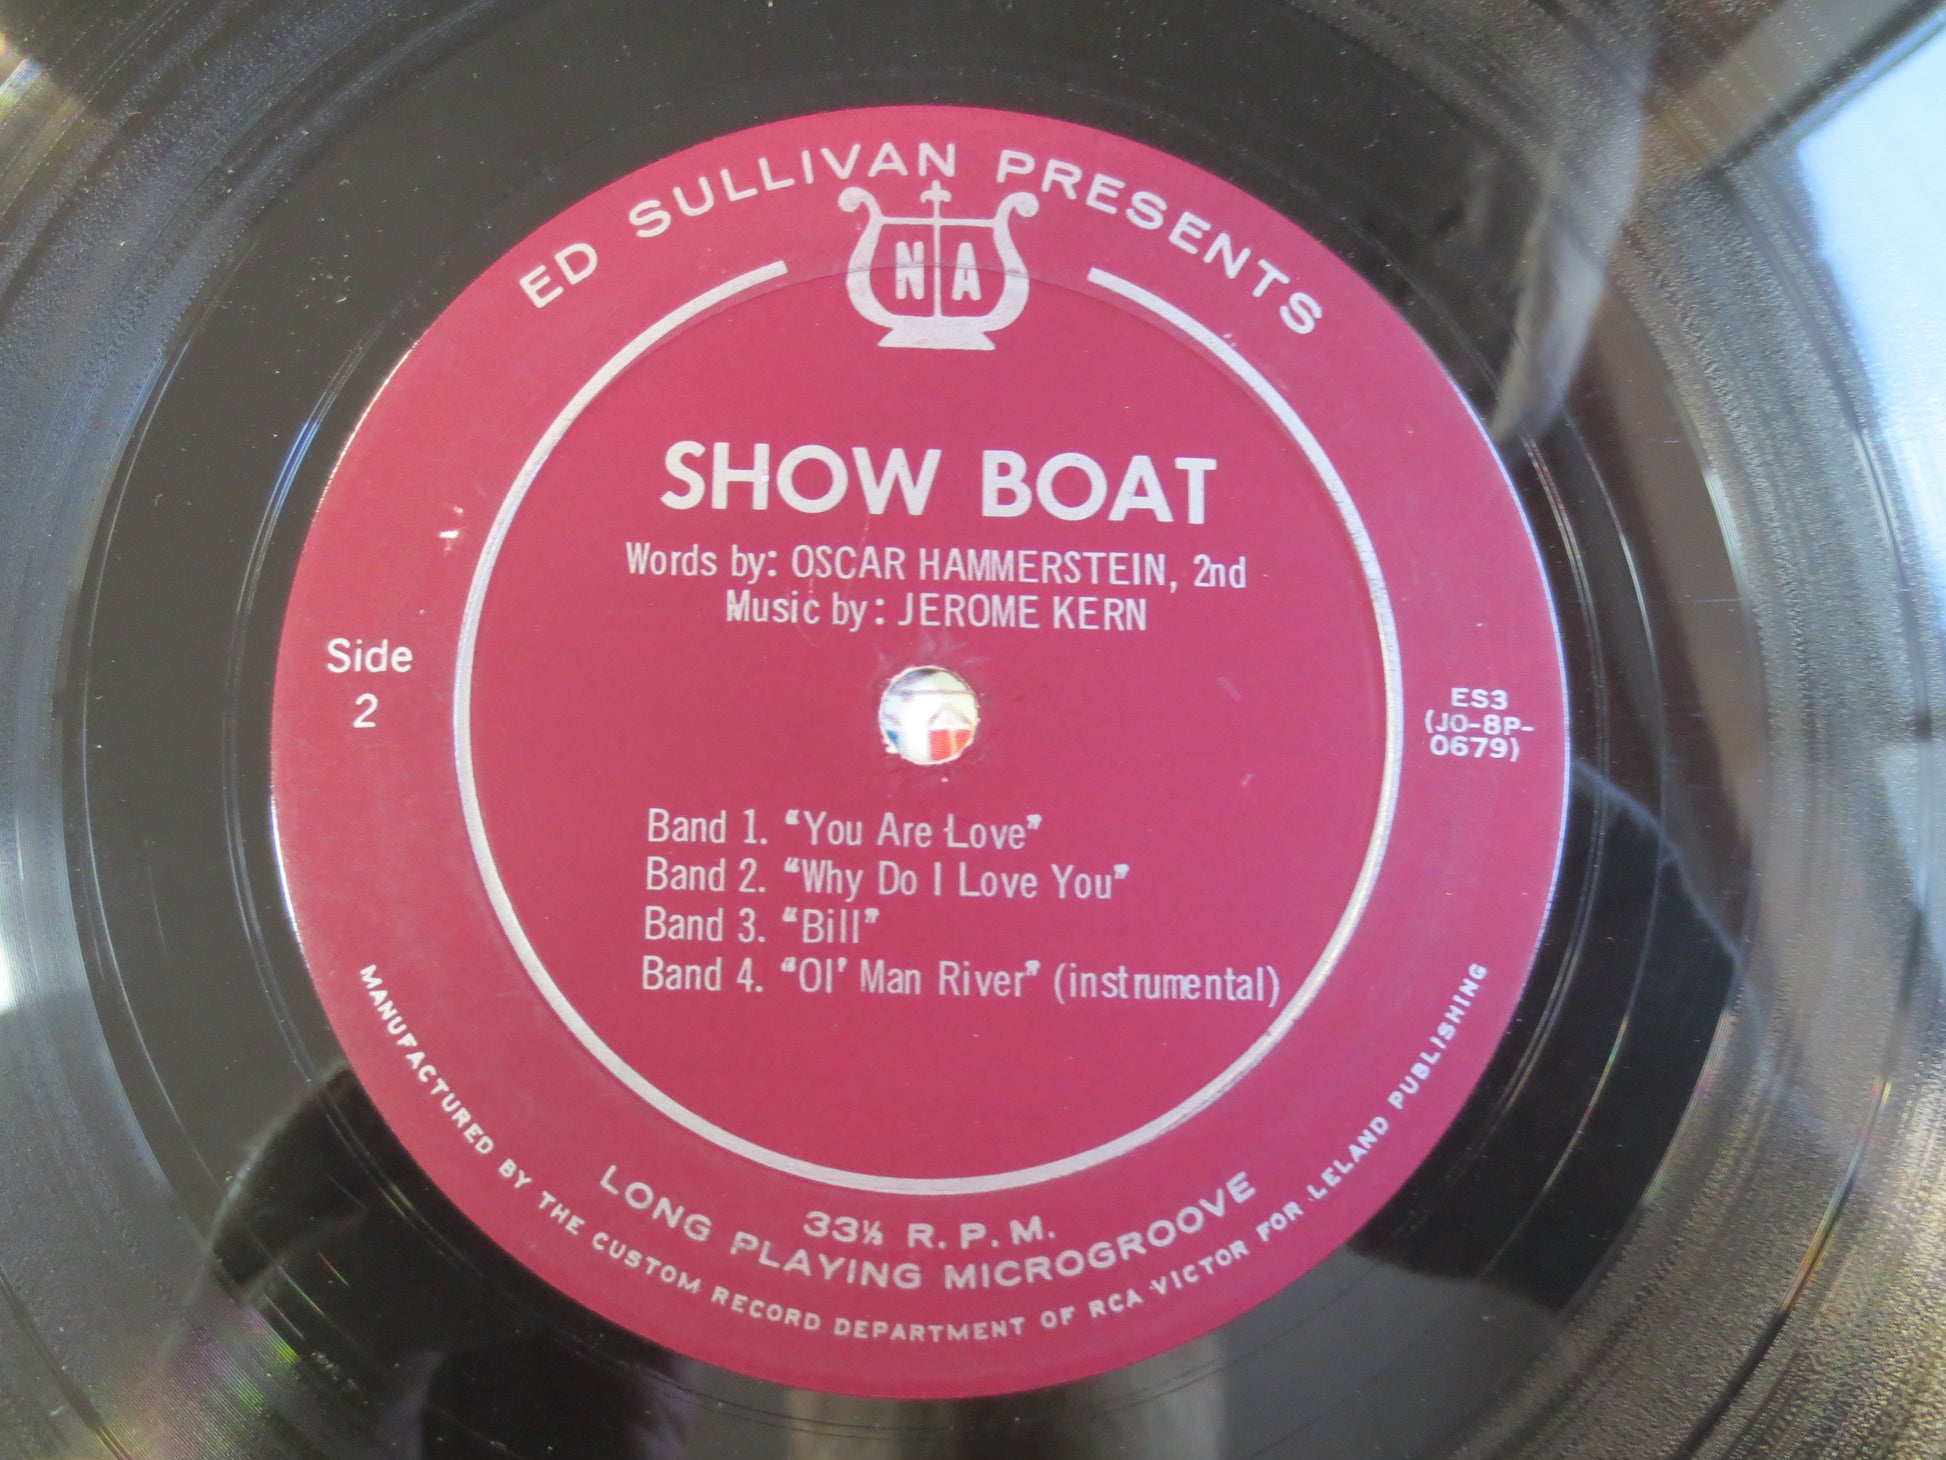 ED SULLIVAN PRESENTS
N A
SHOW BOAT
Words by: OSCAR HAMMERSTEIN, 2nd
Music by: JEROME KERN
Side
2
ES3
(JO-8P-
0679)
Band 1. "You Are Love"
Band 2. "Why Do I Love You"
Band 3. "Bill"
Band 4. "Ol' Man River" (instrumental)
33⅓ R.P.M.
LONG PLAYING MICROGROOVE
MANUFACTURED BY THE CUSTOM RECORD DEPARTMENT OF RCA VICTOR FOR LELAND PUBLISHING